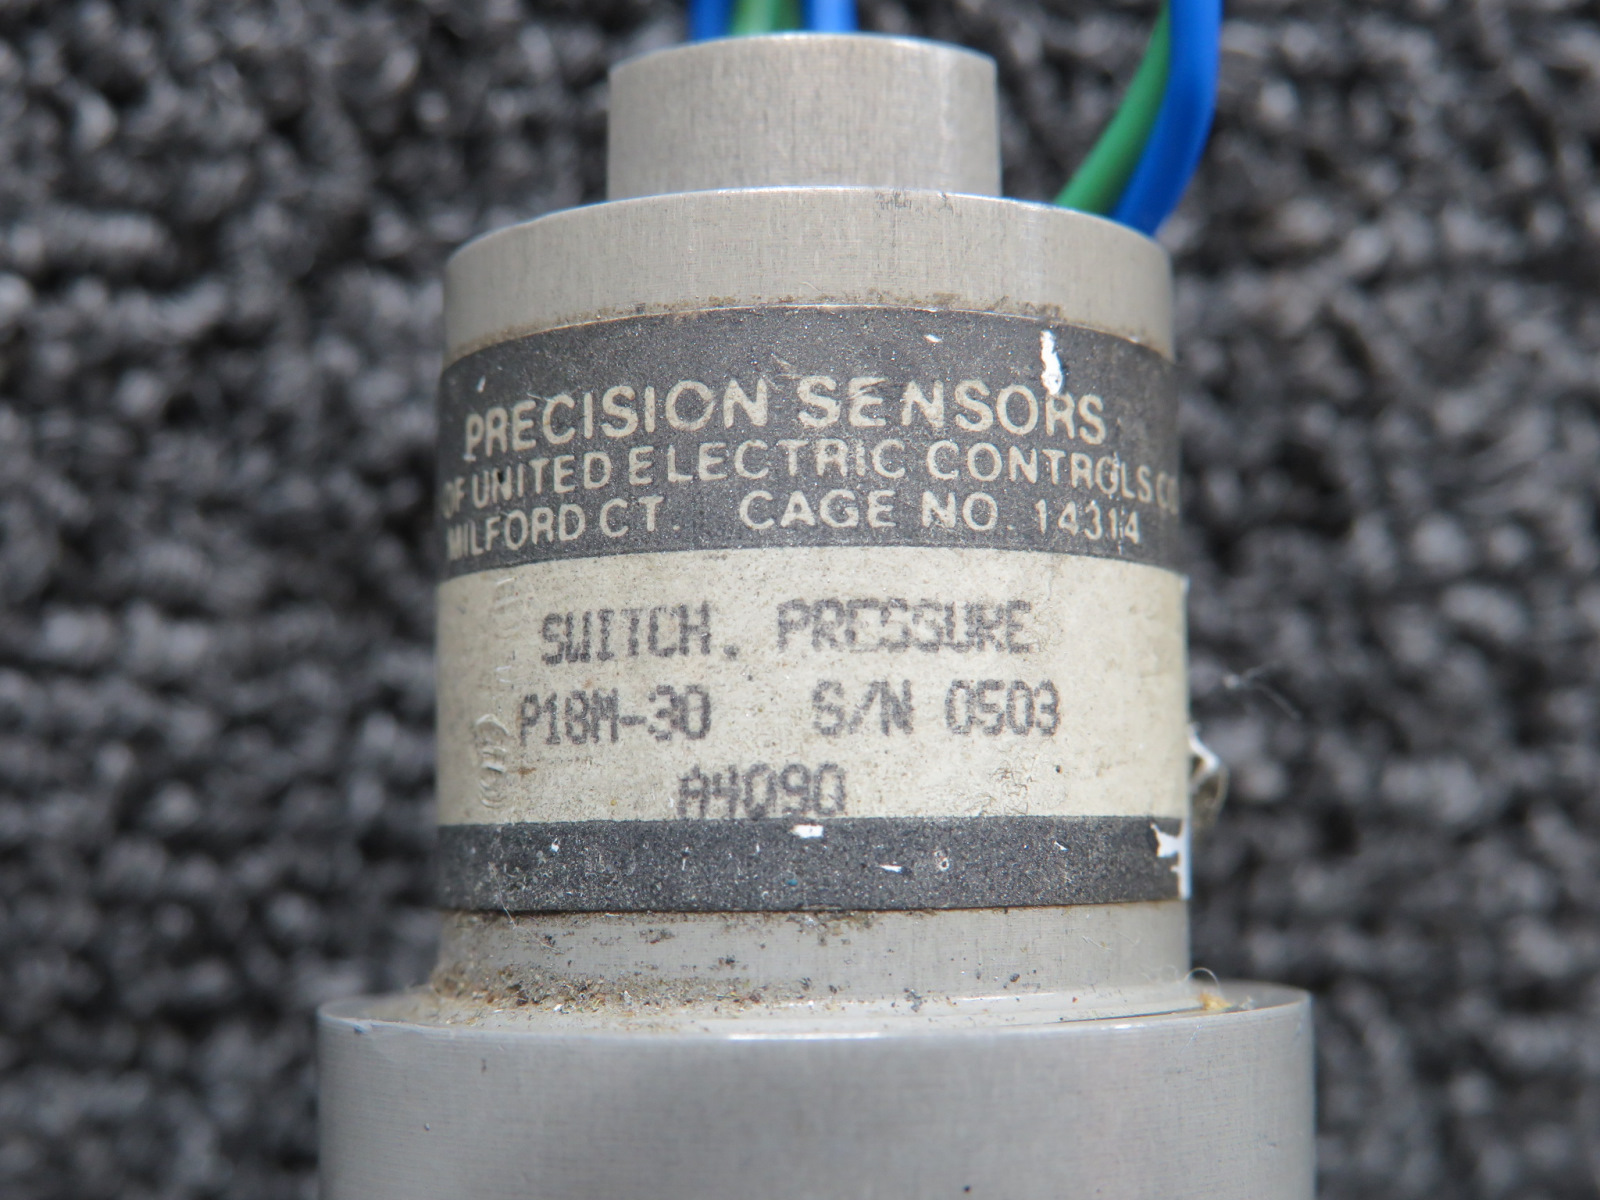 PRECISION SENSORS
OF UNITED ELECTRIC CONTROLS CO
MILFORD CT. CAGE NO. 14314
SWITCH, PRESSURE
P18M-30 S/N 0503
A4090